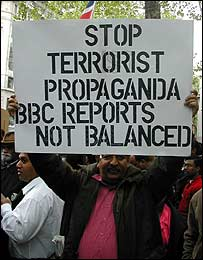 STOP
TERRORIST
PROPAGANDA
BBC REPORTS
NOT BALANCED